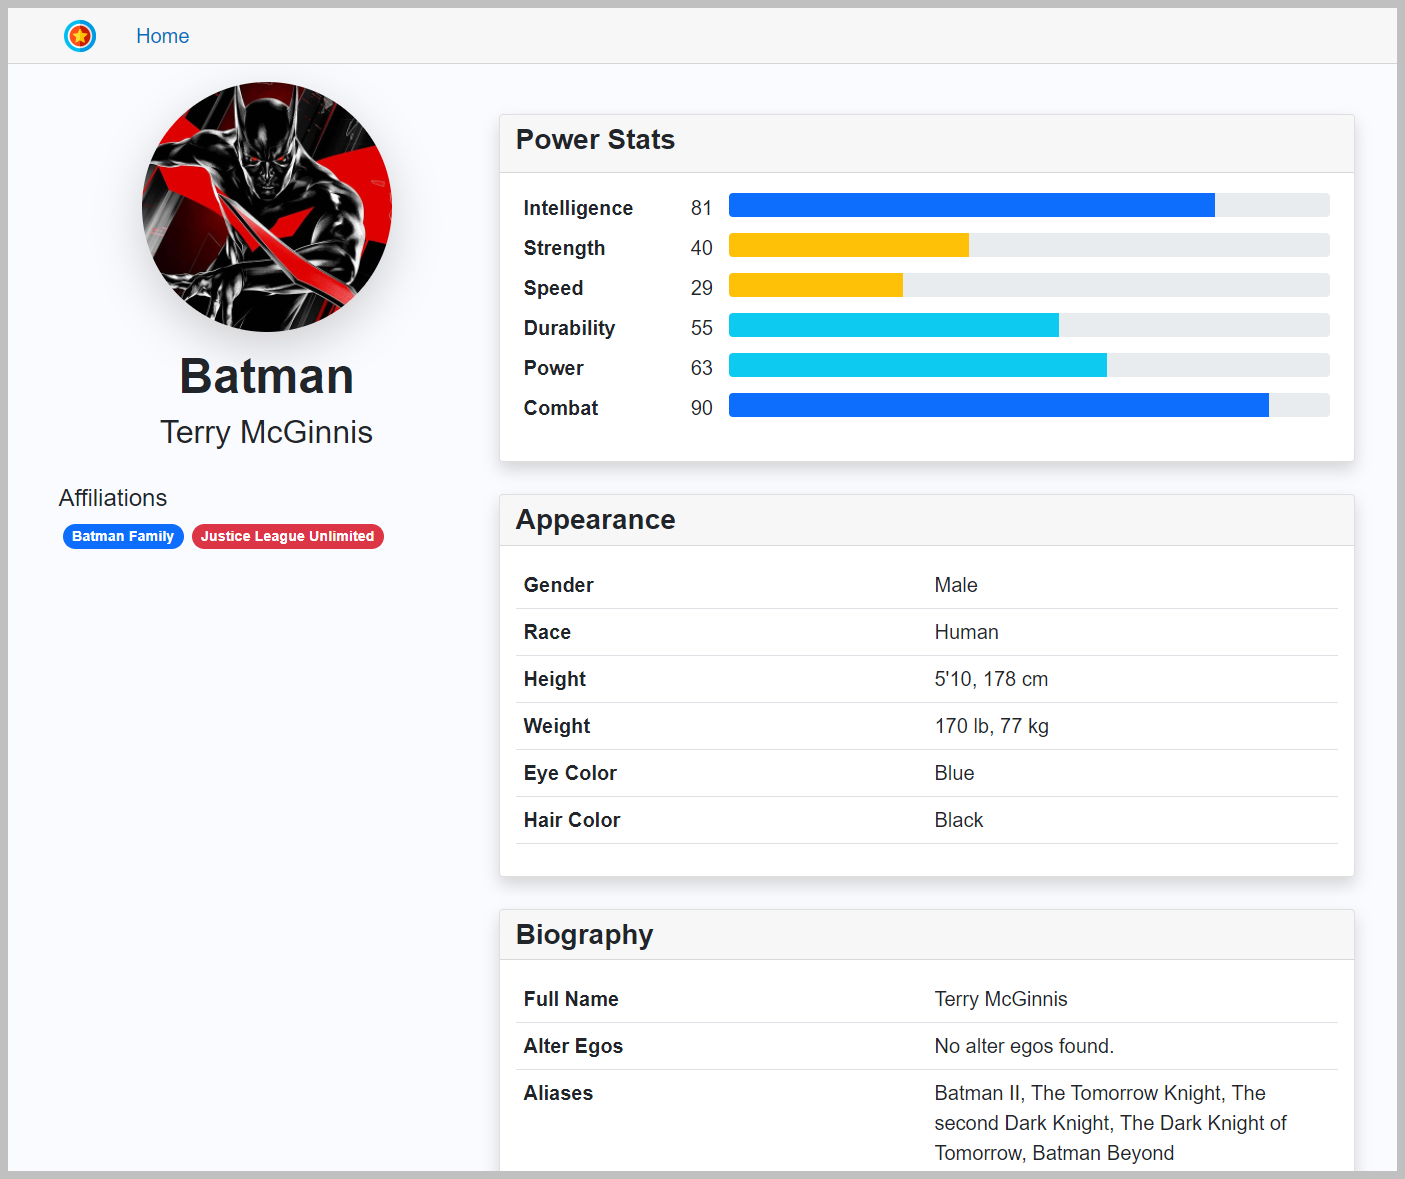 Home
Batman
Terry McGinnis
Affiliations
Batman Family Justice League Unlimited
Power Stats
Intelligence 81
Strength 40
Speed 29
Durability 55
Power 63
Combat 90
Appearance
Gender Male
Race Human
Height 5'10, 178 cm
Weight 170 lb, 77 kg
Eye Color Blue
Hair Color Black
Biography
Full Name Terry McGinnis
Alter Egos No alter egos found.
Aliases Batman II, The Tomorrow Knight, The
second Dark Knight, The Dark Knight of
Tomorrow, Batman Beyond